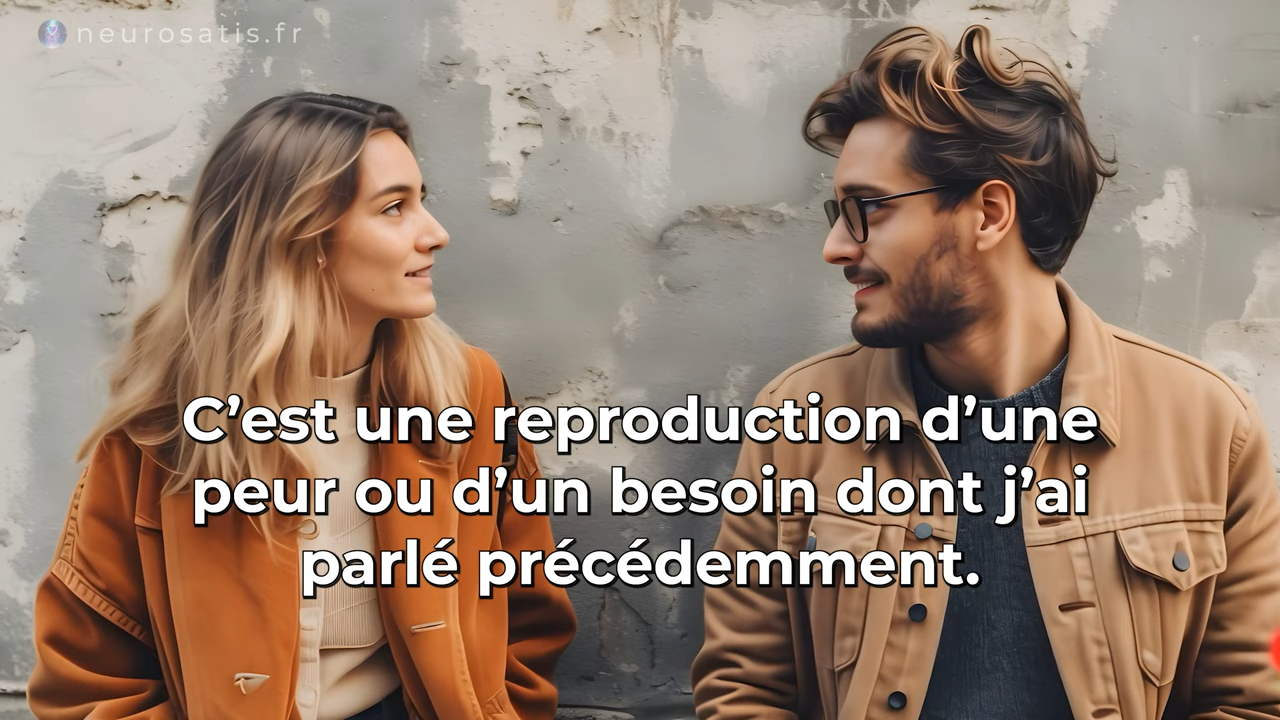 neurosatis.fr
C’est une reproduction d’une
peur ou d’un besoin dont j’ai
parlé précédemment.